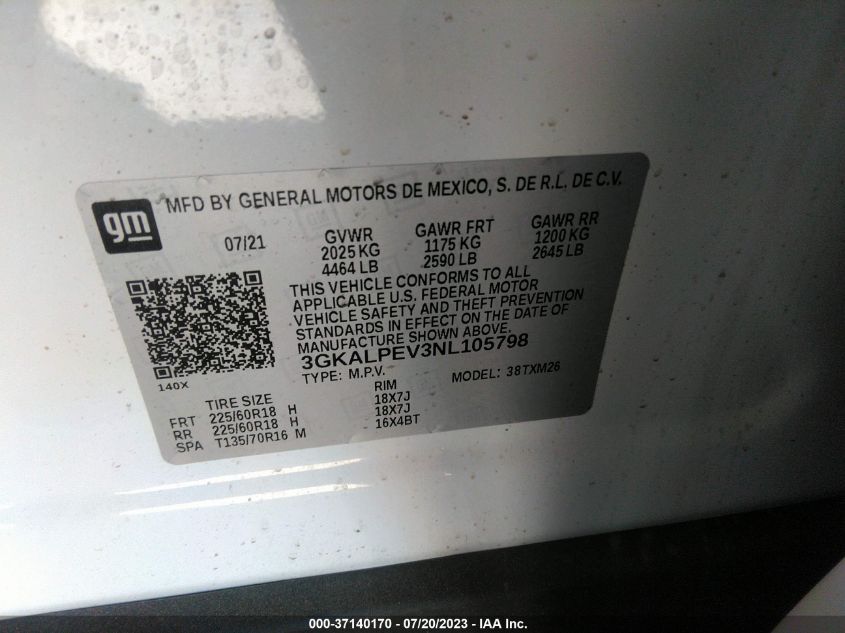 gm
MFD BY GENERAL MOTORS DE MEXICO, S. DE R.L. DE C.V.
07/21 GVWR GAWR FRT GAWR RR
2025 KG 1175 KG 1200 KG
4464 LB 2590 LB 2645 LB
THIS VEHICLE CONFORMS TO ALL
APPLICABLE U.S. FEDERAL MOTOR
VEHICLE SAFETY AND THEFT PREVENTION
STANDARDS IN EFFECT ON THE DATE OF
MANUFACTURE SHOWN ABOVE.
3GKALPEV3NL105798
TYPE: M.P.V. MODEL: 38TXM26
140X
TIRE SIZE RIM
FRT 225/60R18 H 18X7J
RR 225/60R18 H 18X7J
SPA T135/70R16 M 16X4BT
000-37140170 - 07/20/2023 - IAA Inc.